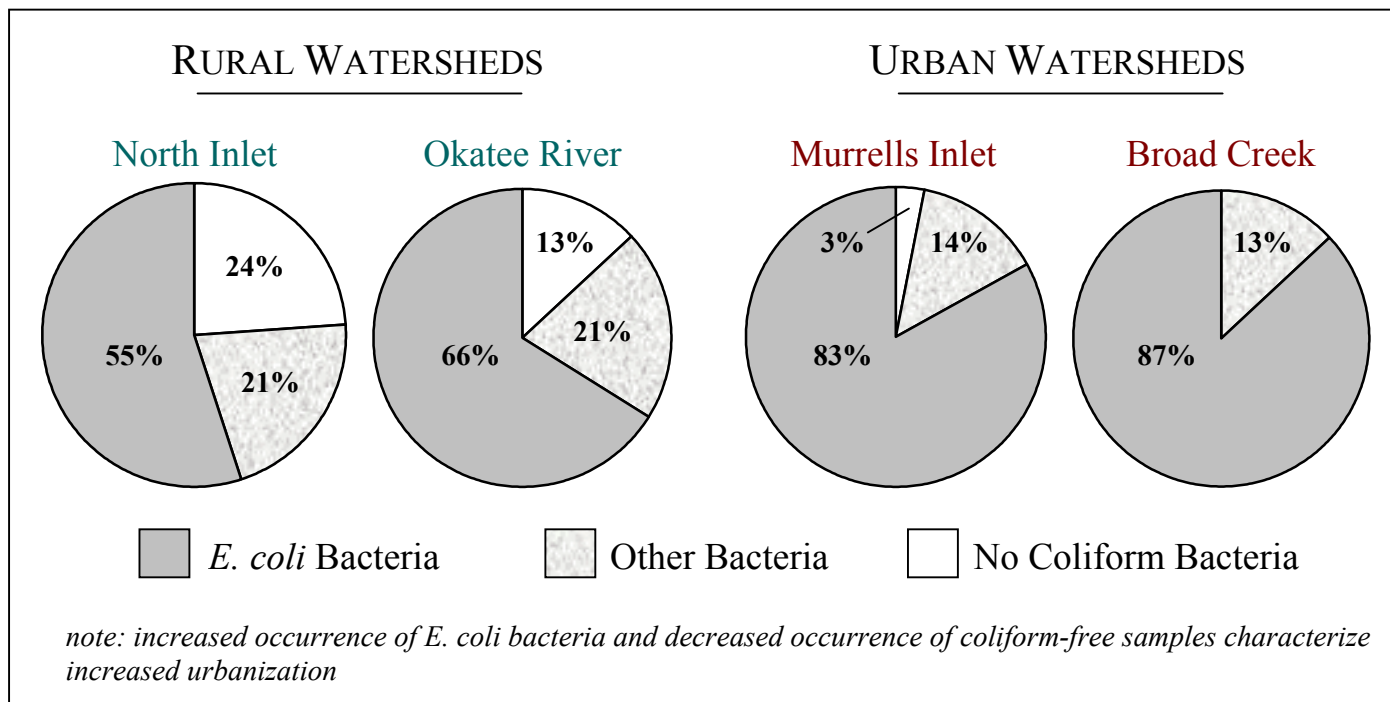 RURAL WATERSHEDS
URBAN WATERSHEDS
North Inlet
Okatee River
Murrells Inlet
Broad Creek
24%
55%
21%
13%
66%
21%
3%
14%
83%
13%
87%
E. coli Bacteria
Other Bacteria
No Coliform Bacteria
note: increased occurrence of E. coli bacteria and decreased occurrence of coliform-free samples characterize
increased urbanization